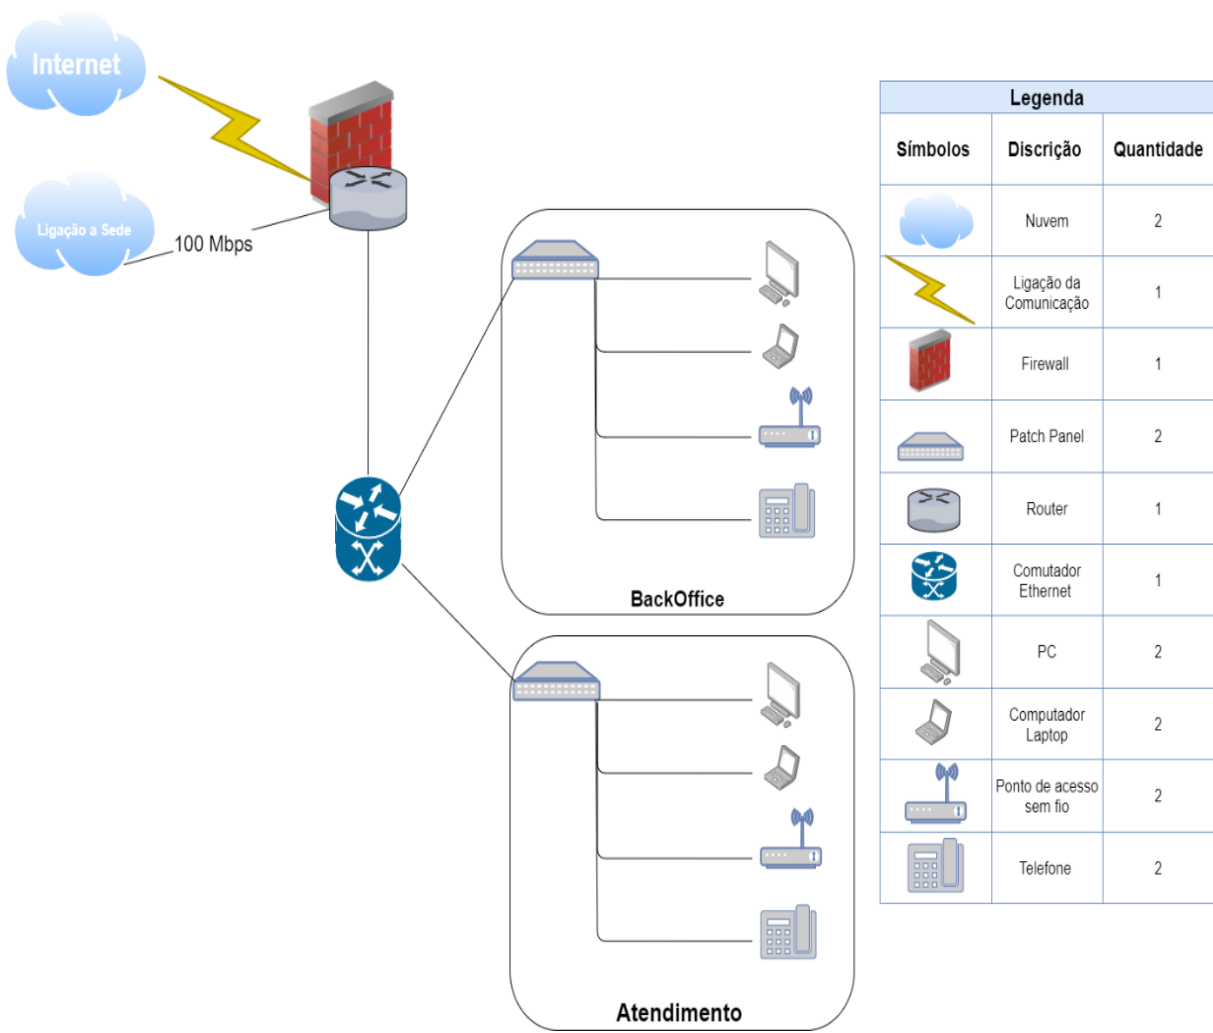 Internet
Ligação a Sede
100 Mbps
BackOffice
Atendimento
Legenda
Símbolos Discrição Quantidade
Nuvem 2
Ligação da
Comunicação 1
Firewall 1
Patch Panel 2
Router 1
Comutador
Ethernet 1
PC 2
Computador
Laptop 2
Ponto de acesso
sem fio 2
Telefone 2